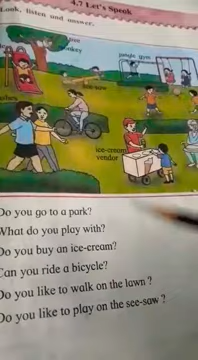 4.7 Let's Speak
Look, listen and answer.
jungle gym
see-saw
ice-cream
vendor
Do you go to a park?
What do you play with?
Do you buy an ice-cream?
Can you ride a bicycle?
Do you like to walk on the lawn?
Do you like to play on the see-saw?